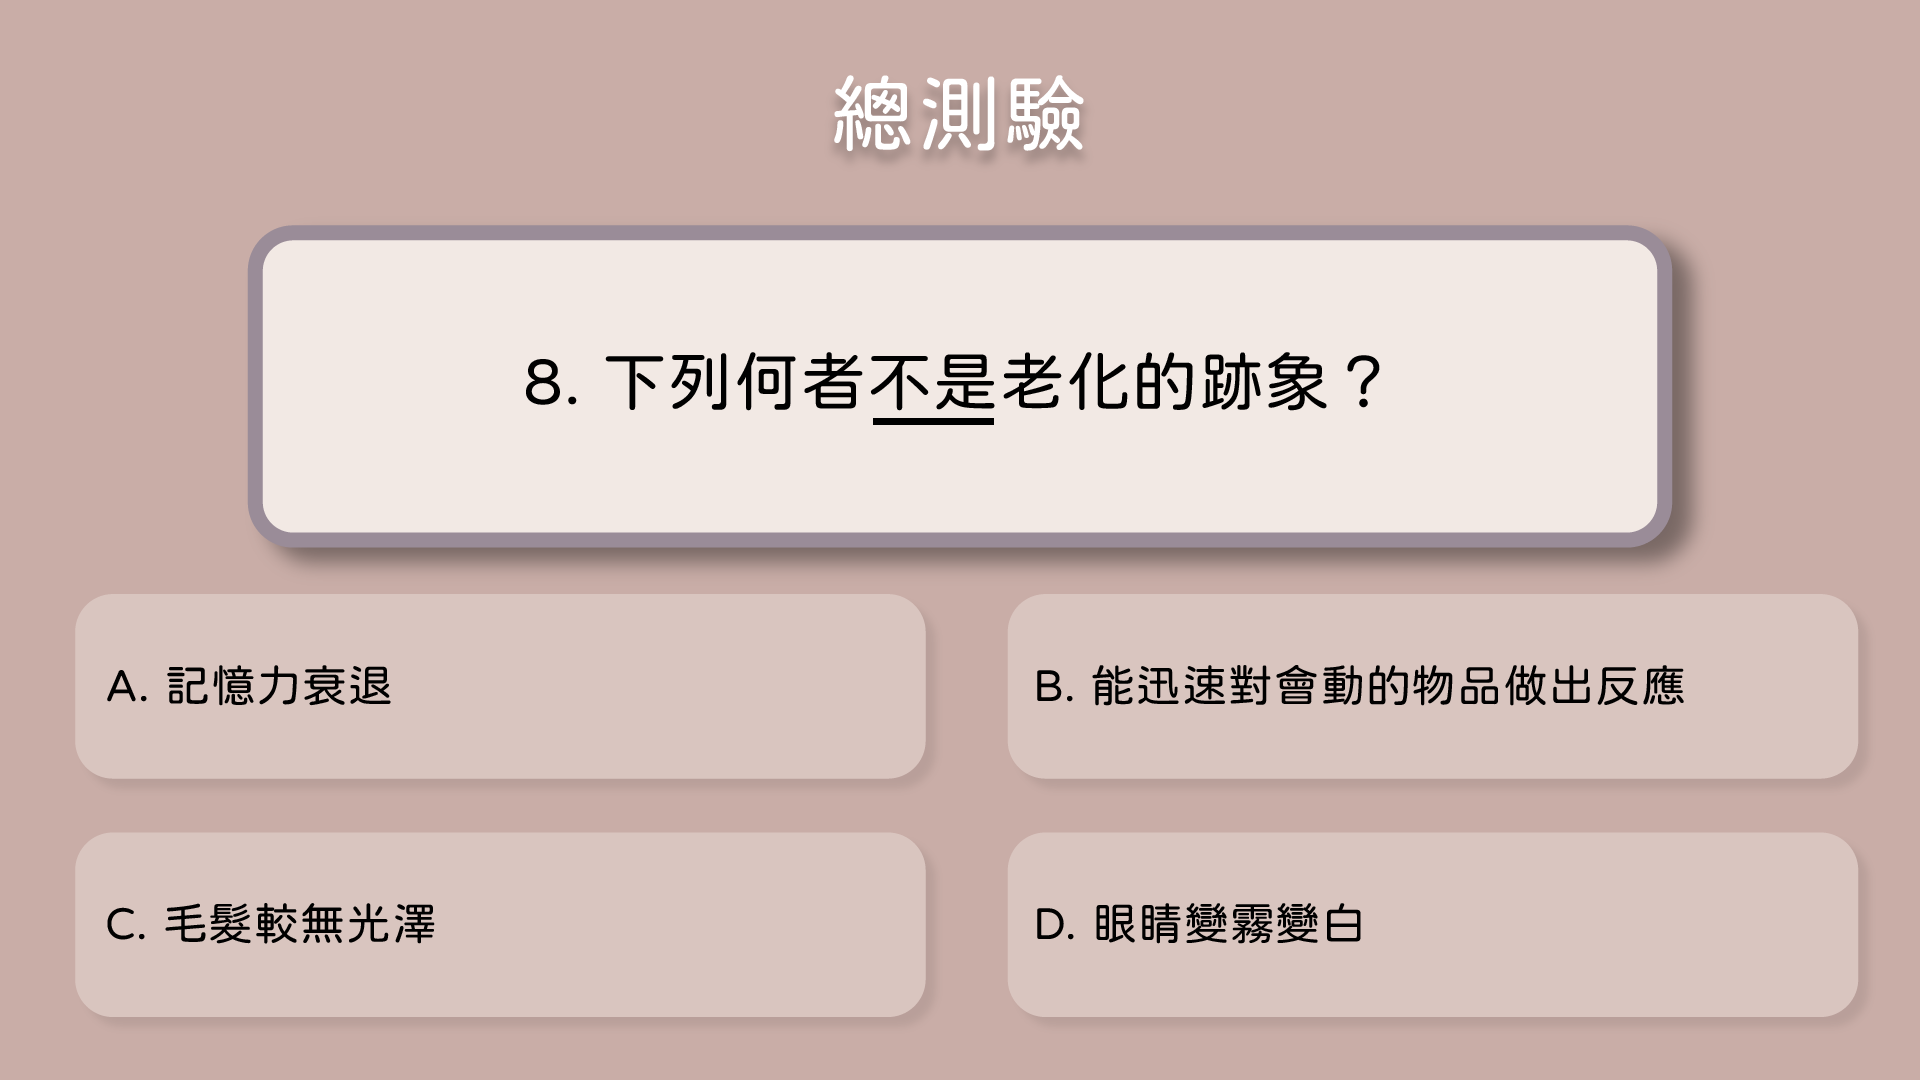 總測驗
8. 下列何者不是老化的跡象？
A. 記憶力衰退
B. 能迅速對會動的物品做出反應
C. 毛髮較無光澤
D. 眼睛變霧變白